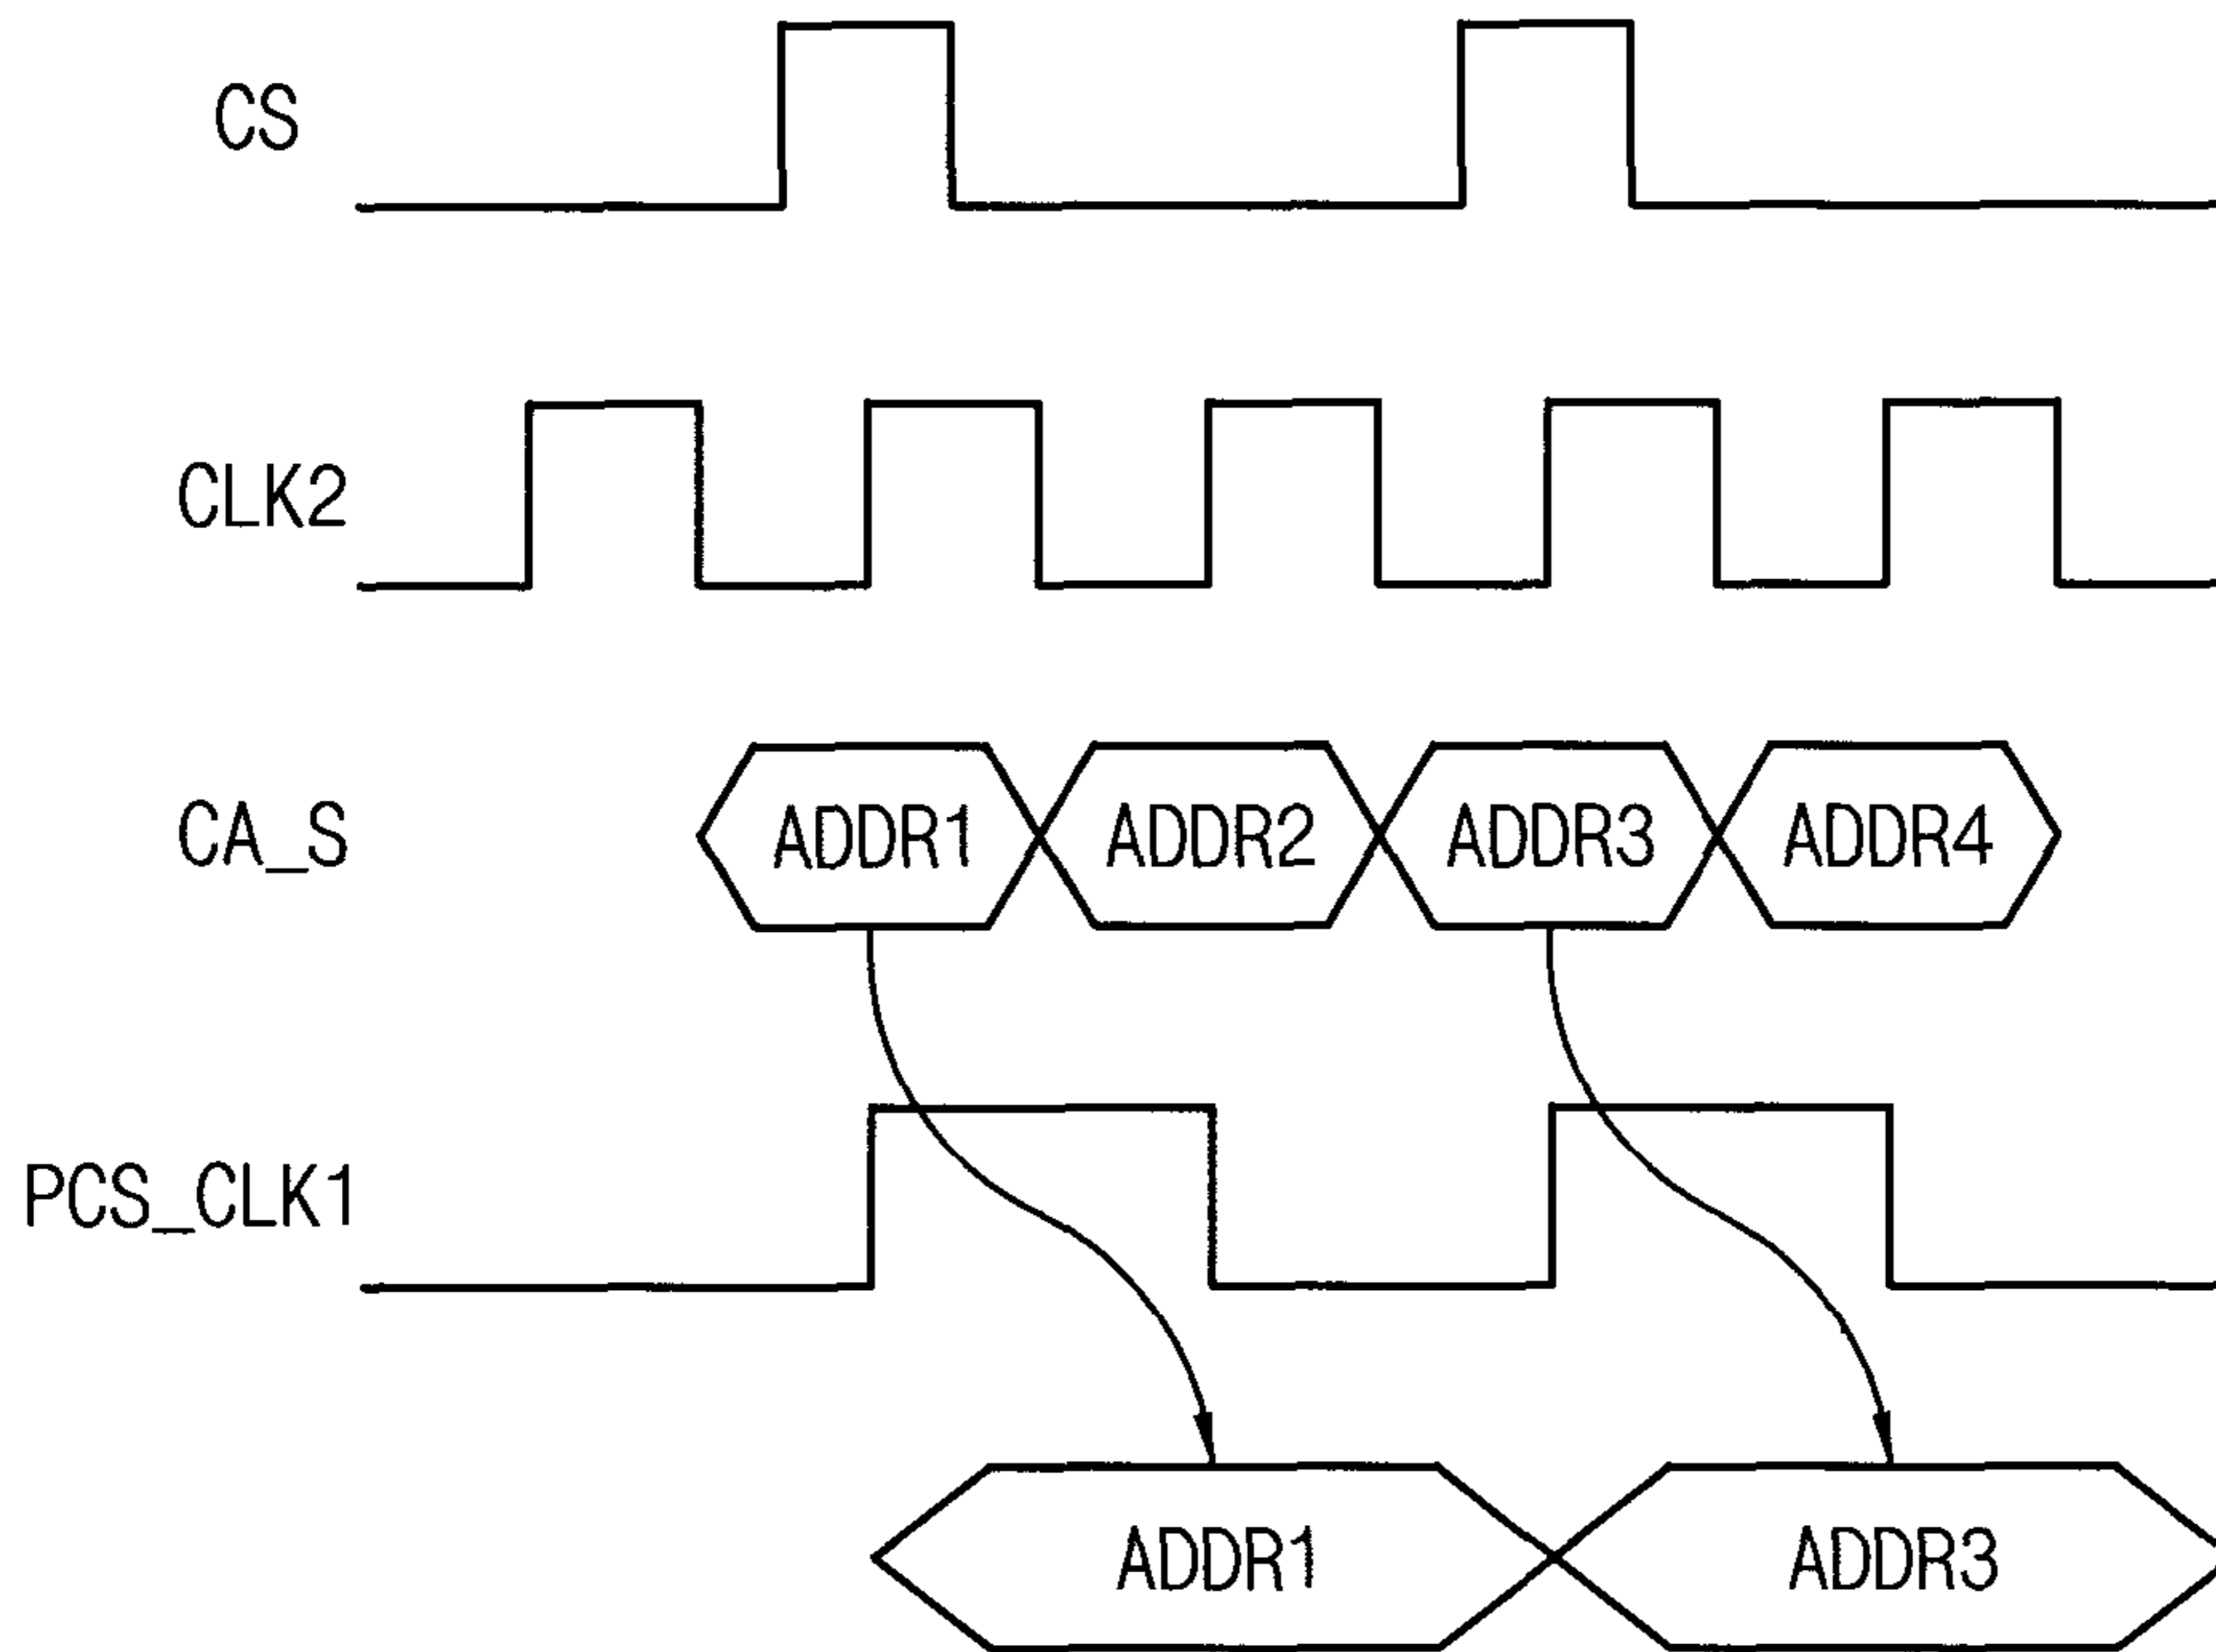 CS
CLK2
CA_S ADDR1 ADDR2 ADDR3 ADDR4
PCS_CLK1
ADDR1 ADDR3